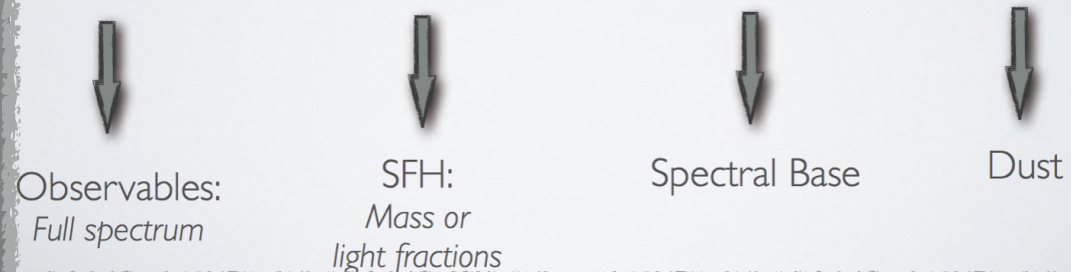 Observables:
Full spectrum
SFH:
Mass or
light fractions
Spectral Base
Dust